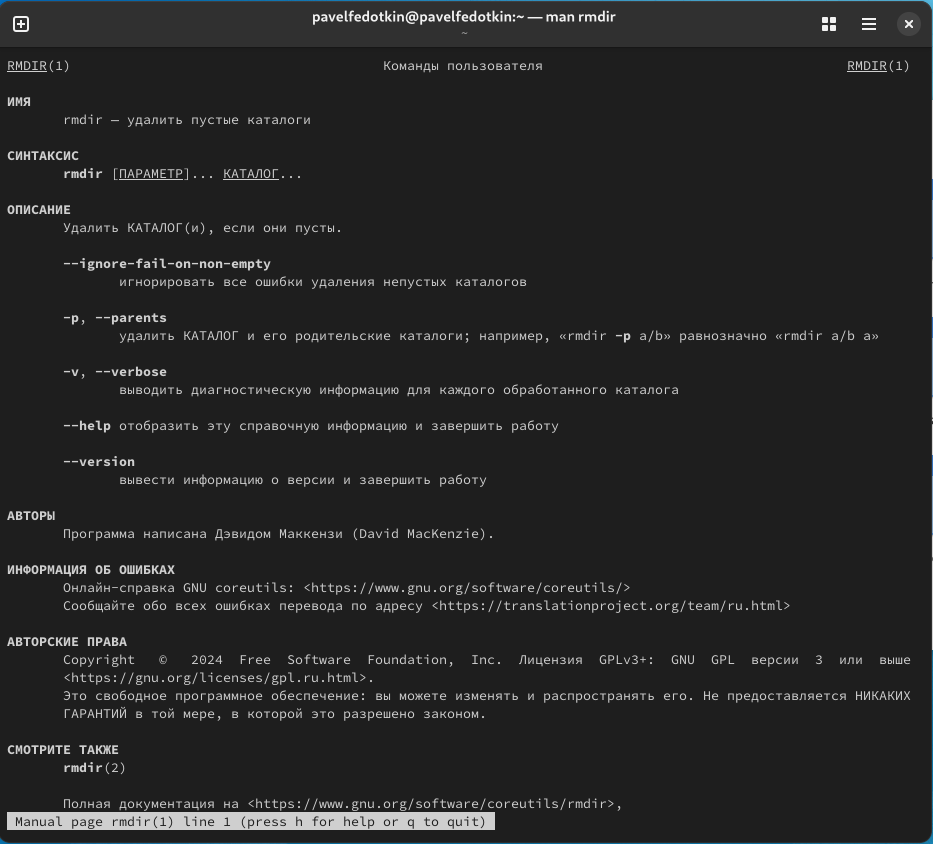 pavelfedotkin@pavelfedotkin:~ — man rmdir
~
RMDIR(1) Команды пользователя RMDIR(1)
ИМЯ
rmdir — удалить пустые каталоги
СИНТАКСИС
rmdir [ПАРАМЕТР]... КАТАЛОГ...
ОПИСАНИЕ
Удалить КАТАЛОГ(и), если они пусты.
--ignore-fail-on-non-empty
игнорировать все ошибки удаления непустых каталогов
-p, --parents
удалить КАТАЛОГ и его родительские каталоги; например, «rmdir -p a/b» равнозначно «rmdir a/b a»
-v, --verbose
выводить диагностическую информацию для каждого обработанного каталога
--help отобразить эту справочную информацию и завершить работу
--version
вывести информацию о версии и завершить работу
АВТОРЫ
Программа написана Дэвидом Маккензи (David MacKenzie).
ИНФОРМАЦИЯ ОБ ОШИБКАХ
Онлайн-справка GNU coreutils: <https://www.gnu.org/software/coreutils/>
Сообщайте обо всех ошибках перевода по адресу <https://translationproject.org/team/ru.html>
АВТОРСКИЕ ПРАВА
Copyright © 2024 Free Software Foundation, Inc. Лицензия GPLv3+: GNU GPL версии 3 или выше
<https://gnu.org/licenses/gpl.ru.html>.
Это свободное программное обеспечение: вы можете изменять и распространять его. Не предоставляется НИКАКИХ
ГАРАНТИЙ в той мере, в которой это разрешено законом.
СМОТРИТЕ ТАКЖЕ
rmdir(2)
Полная документация на <https://www.gnu.org/software/coreutils/rmdir>,
Manual page rmdir(1) line 1 (press h for help or q to quit)